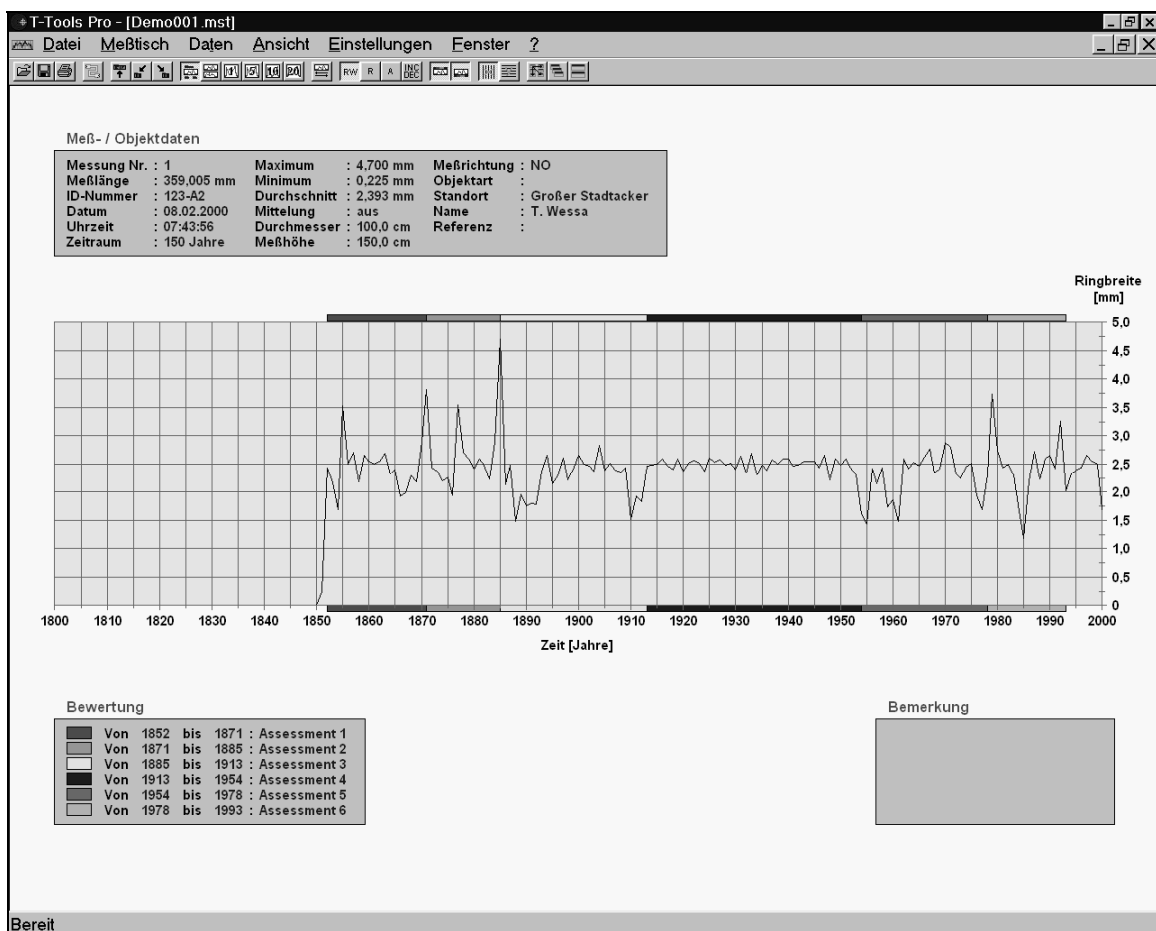 T-Tools Pro - [Demo001.mst]
Datei Meßtisch Daten Ansicht Einstellungen Fenster ?
RW R A INC DEC
Meß- / Objektdaten
Messung Nr. : 1 Maximum : 4,700 mm Meßrichtung : NO
Meßlänge : 359,005 mm Minimum : 0,225 mm Objektart :
ID-Nummer : 123-A2 Durchschnitt : 2,393 mm Standort : Großer Stadtacker
Datum : 08.02.2000 Mittelung : aus Name : T. Wessa
Uhrzeit : 07:43:56 Durchmesser : 100,0 cm Referenz :
Zeitraum : 150 Jahre Meßhöhe : 150,0 cm
Ringbreite
[mm]
5,0
4,5
4,0
3,5
3,0
2,5
2,0
1,5
1,0
0,5
0
1800 1810 1820 1830 1840 1850 1860 1870 1880 1890 1900 1910 1920 1930 1940 1950 1960 1970 1980 1990 2000
Zeit [Jahre]
Bewertung
Von 1852 bis 1871 : Assessment 1
Von 1871 bis 1885 : Assessment 2
Von 1885 bis 1913 : Assessment 3
Von 1913 bis 1954 : Assessment 4
Von 1954 bis 1978 : Assessment 5
Von 1978 bis 1993 : Assessment 6
Bemerkung
Bereit